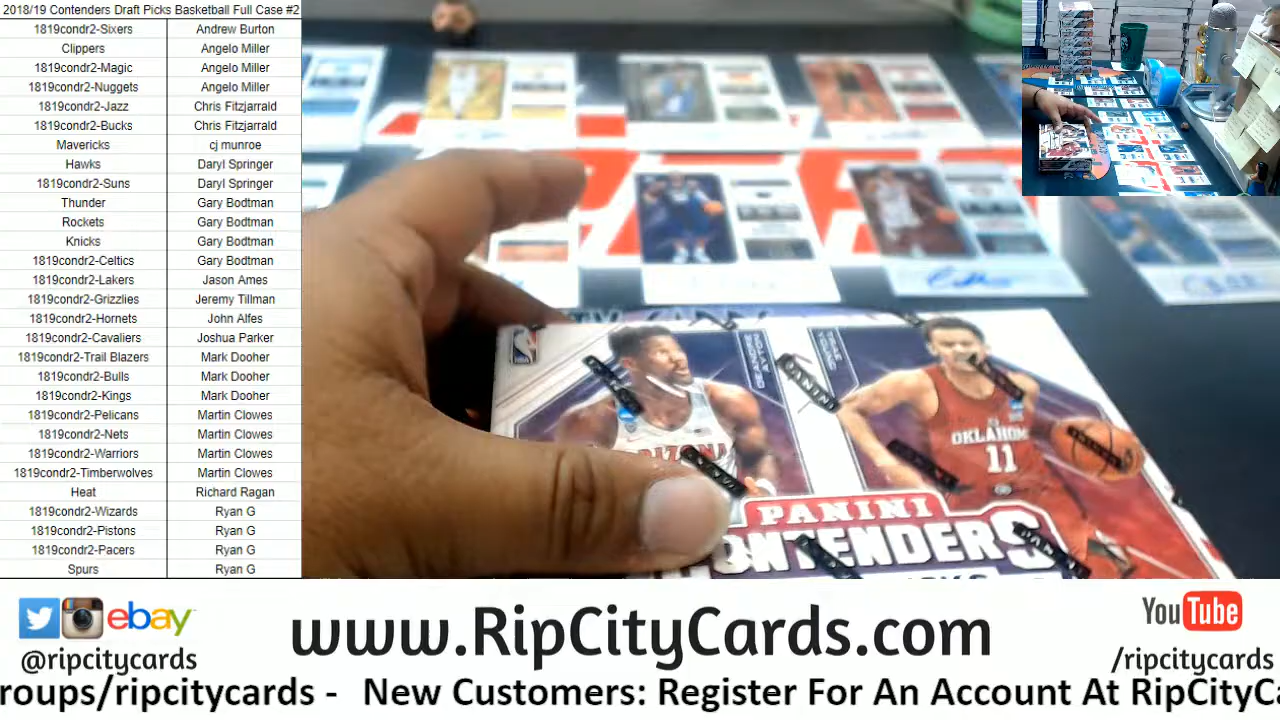 2018/19 Contenders Draft Picks Basketball Full Case #2
1819condr2-Sixers Andrew Burton
Clippers Angelo Miller
1819condr2-Magic Angelo Miller
1819condr2-Nuggets Angelo Miller
1819condr2-Jazz Chris Fitzjarrald
1819condr2-Bucks Chris Fitzjarrald
Mavericks cj munroe
Hawks Daryl Springer
1819condr2-Suns Daryl Springer
Thunder Gary Bodtman
Rockets Gary Bodtman
Knicks Gary Bodtman
1819condr2-Celtics Gary Bodtman
1819condr2-Lakers Jason Ames
1819condr2-Grizzlies Jeremy Tillman
1819condr2-Hornets John Alfes
1819condr2-Cavaliers Joshua Parker
1819condr2-Trail Blazers Mark Dooher
1819condr2-Bulls Mark Dooher
1819condr2-Kings Mark Dooher
1819condr2-Pelicans Martin Clowes
1819condr2-Nets Martin Clowes
1819condr2-Warriors Martin Clowes
1819condr2-Timberwolves Martin Clowes
Heat Richard Ragan
1819condr2-Wizards Ryan G
1819condr2-Pistons Ryan G
1819condr2-Pacers Ryan G
Spurs Ryan G
DEANDRE AYTON
TRAE YOUNG
PANINI
ARIZONA
OKLAHOMA
11
PANINI
CONTENDERS
ebay
@ripcitycards
www.RipCityCards.com
YouTube
/ripcitycards
roups/ripcitycards - New Customers: Register For An Account At RipCityC